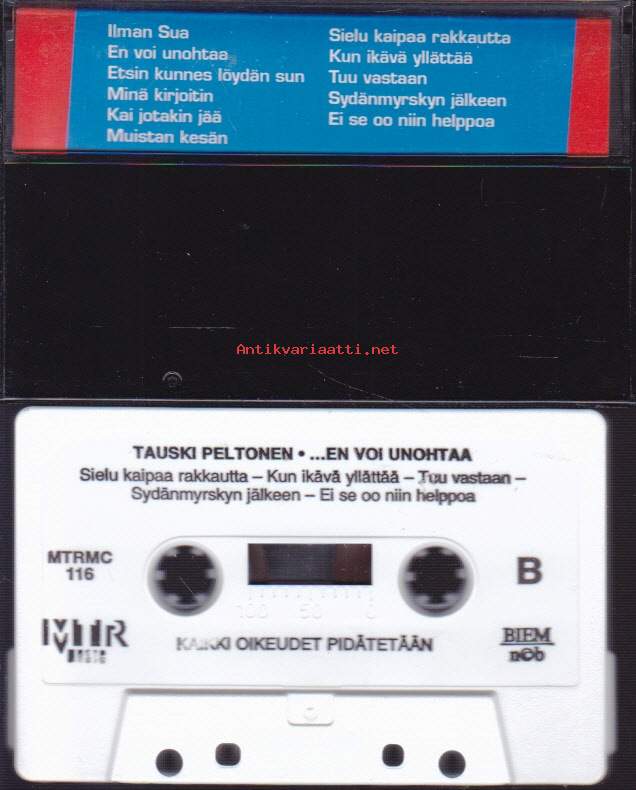 Ilman Sua
En voi unohtaa
Etsin kunnes löydän sun
Minä kirjoitin
Kai jotakin jää
Muistan kesän
Sielu kaipaa rakkautta
Kun ikävä yllättää
Tuu vastaan
Sydänmyrskyn jälkeen
Ei se oo niin helppoa
Antikvariaatti.net
TAUSKI PELTONEN • ...EN VOI UNOHTAA
Sielu kaipaa rakkautta – Kun ikävä yllättää – Tuu vastaan –
Sydänmyrskyn jälkeen – Ei se oo niin helppoa
MTRMC
116
B
100 50 0
MTR
KAIKKI OIKEUDET PIDÄTETÄÄN
BIEM
n©b